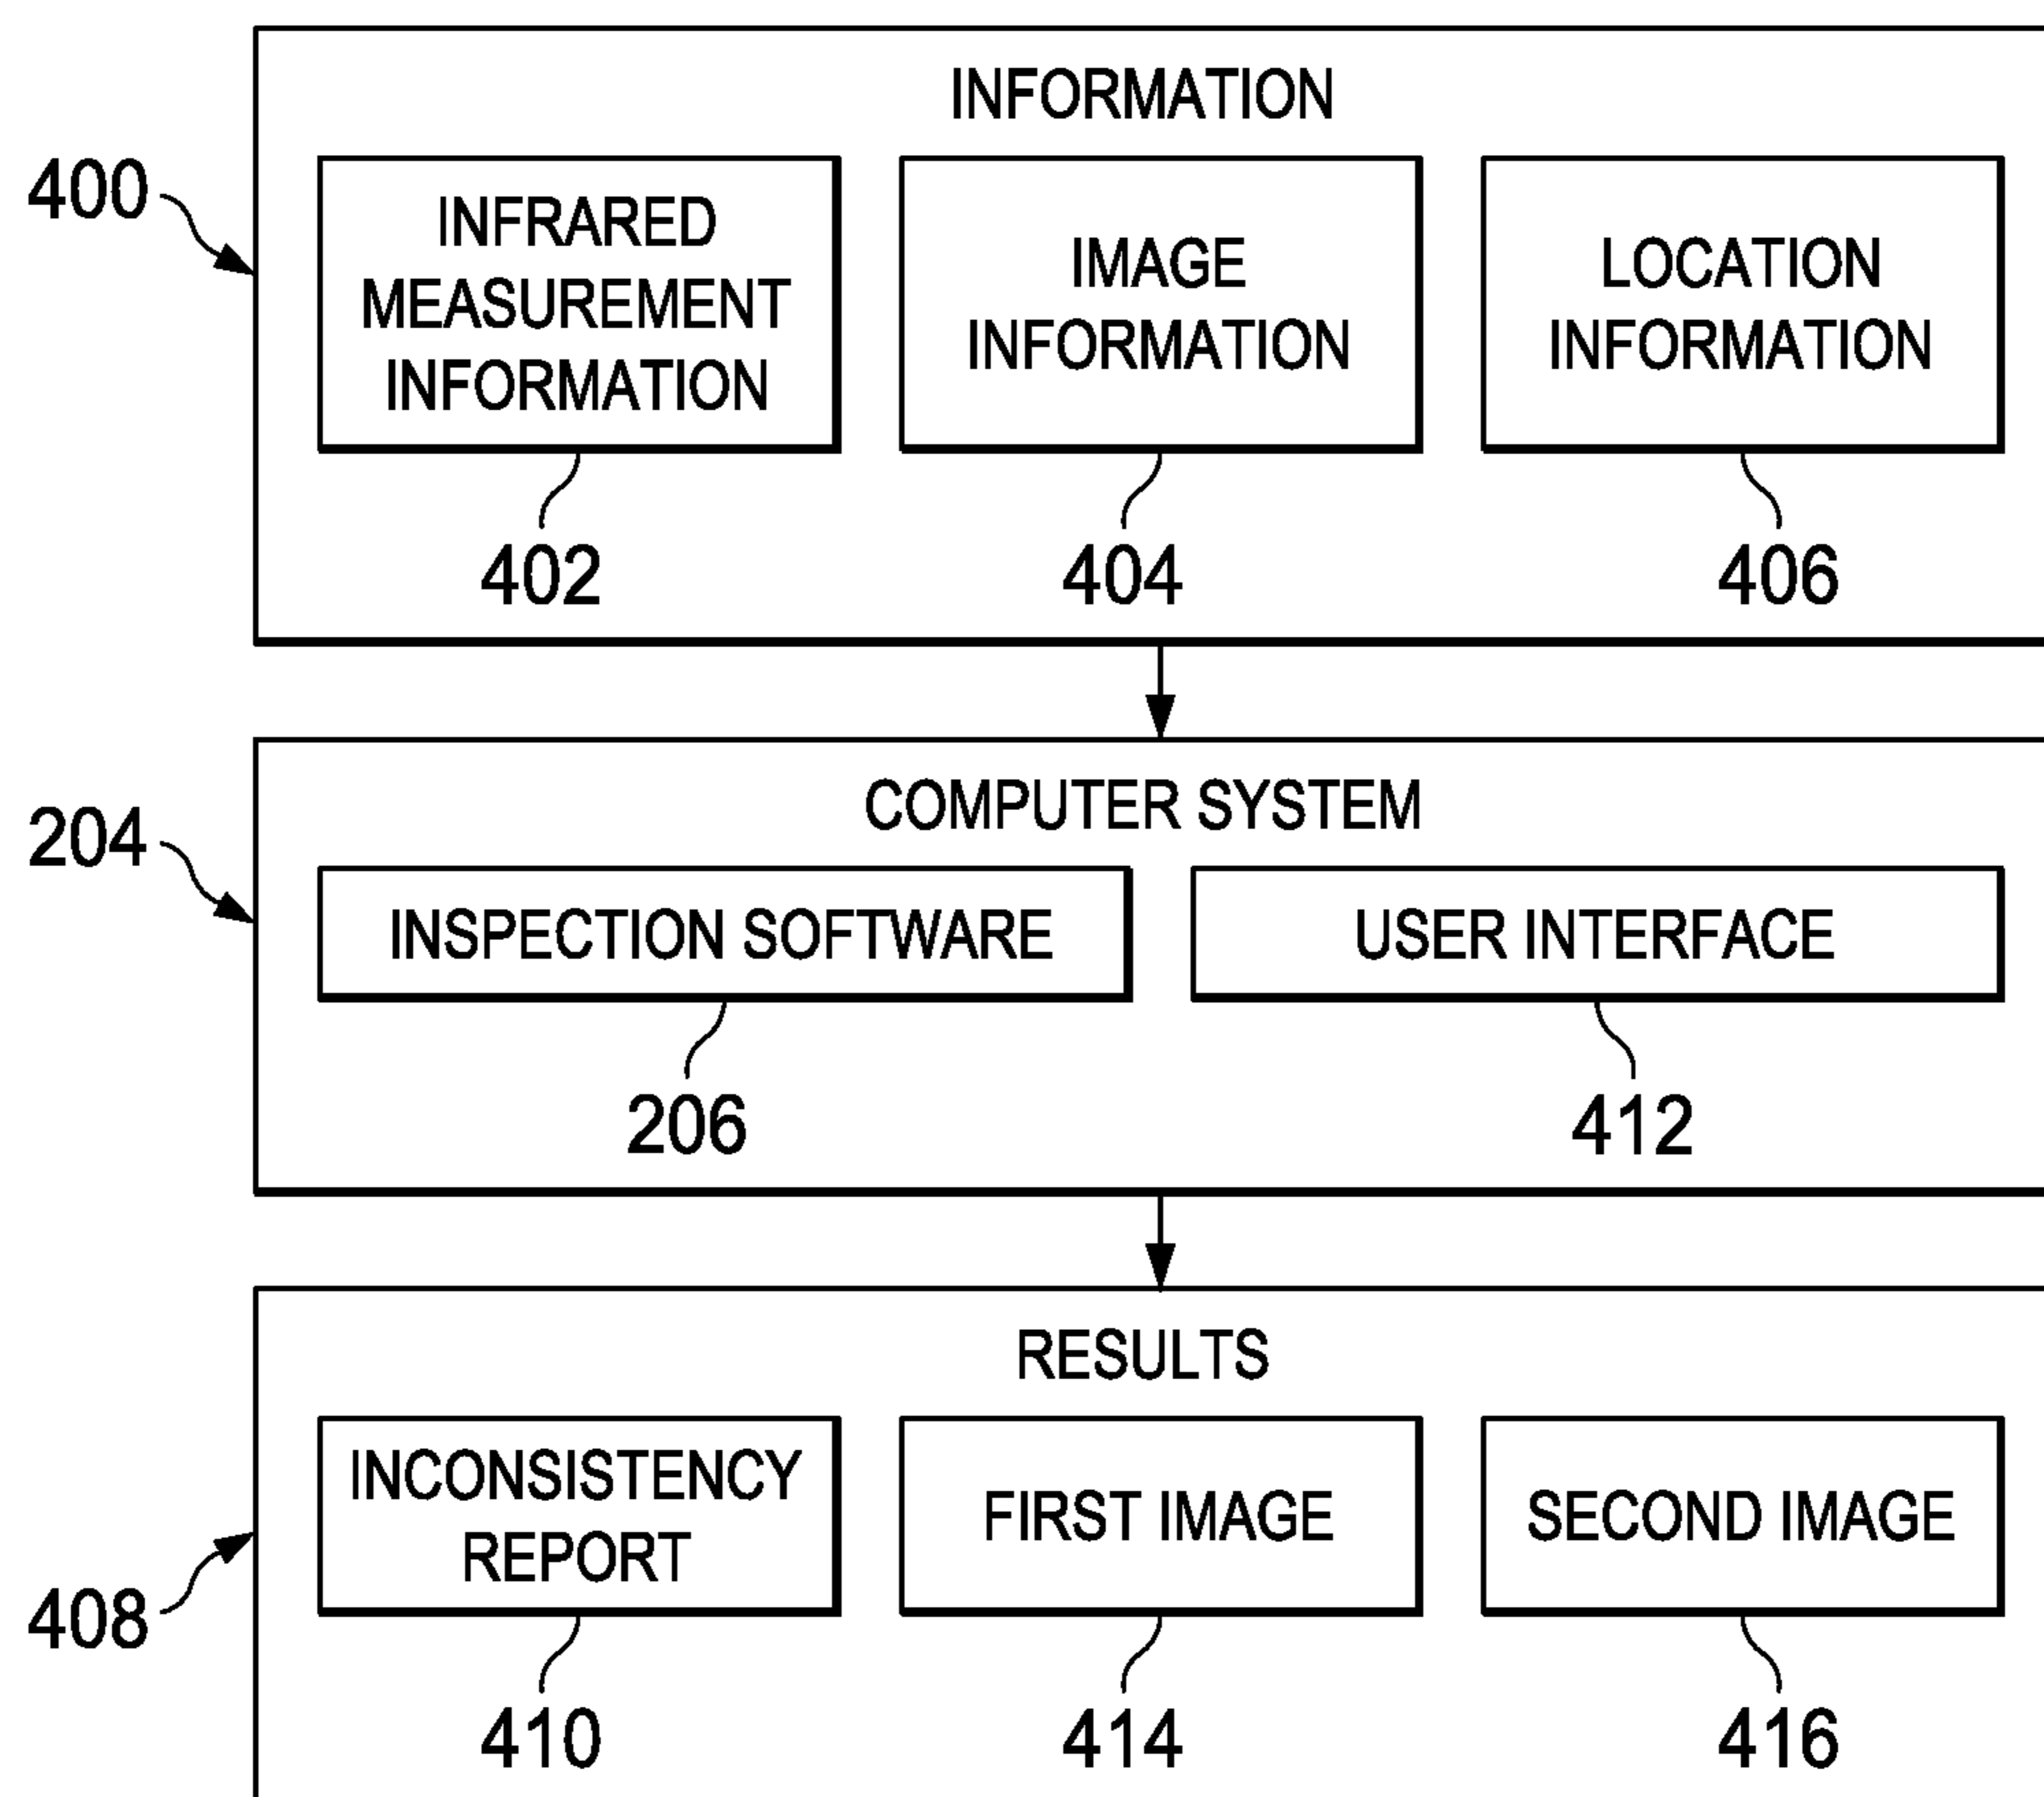 INFORMATION
400
INFRARED
MEASUREMENT
INFORMATION
IMAGE
INFORMATION
LOCATION
INFORMATION
402
404
406
COMPUTER SYSTEM
204
INSPECTION SOFTWARE
USER INTERFACE
206
412
RESULTS
INCONSISTENCY
REPORT
FIRST IMAGE
SECOND IMAGE
408
410
414
416